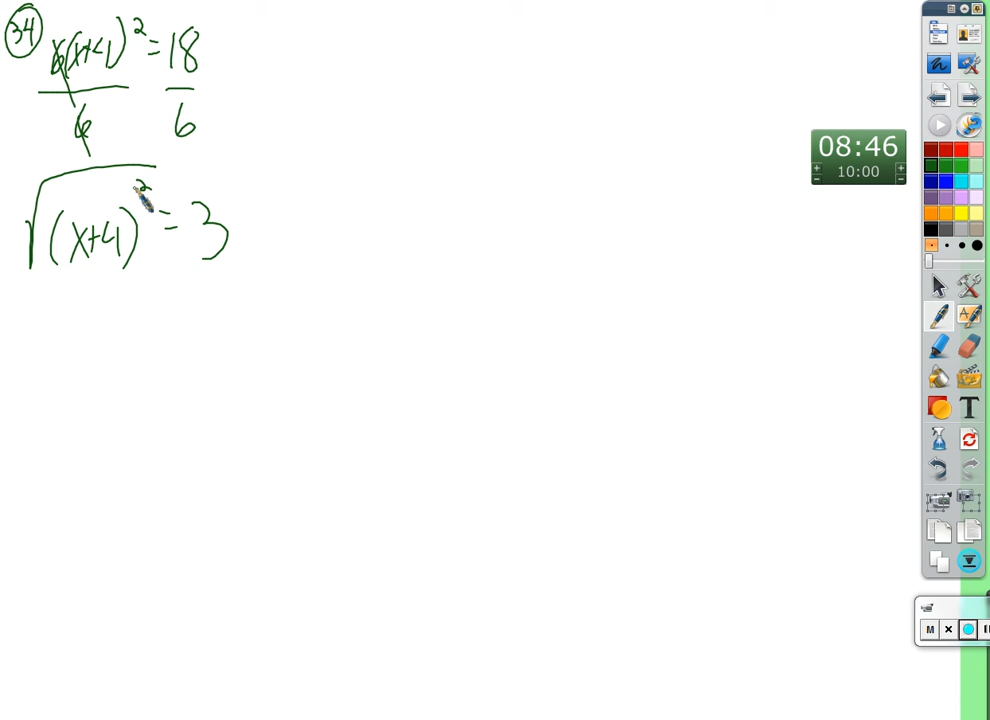 34
6(x+4)² = 18
6 6
√(x+4)² = 3
08:46
10:00
A
T
M